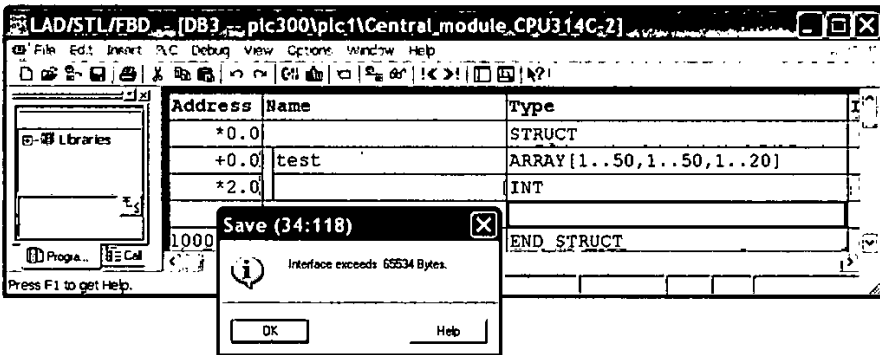 LAD/STL/FBD - [DB3 -- plc300\plc1\Central_module_CPU314C-2]
File Edit Insert PLC Debug View Options Window Help
Address Name Type
Libraries
*0.0 STRUCT
+0.0 test ARRAY[1..50,1..50,1..20]
*2.0 INT
1000 END_STRUCT
Progra... Call
Press F1 to get Help.
Save (34:118)
Interface exceeds 65534 Bytes.
OK Help